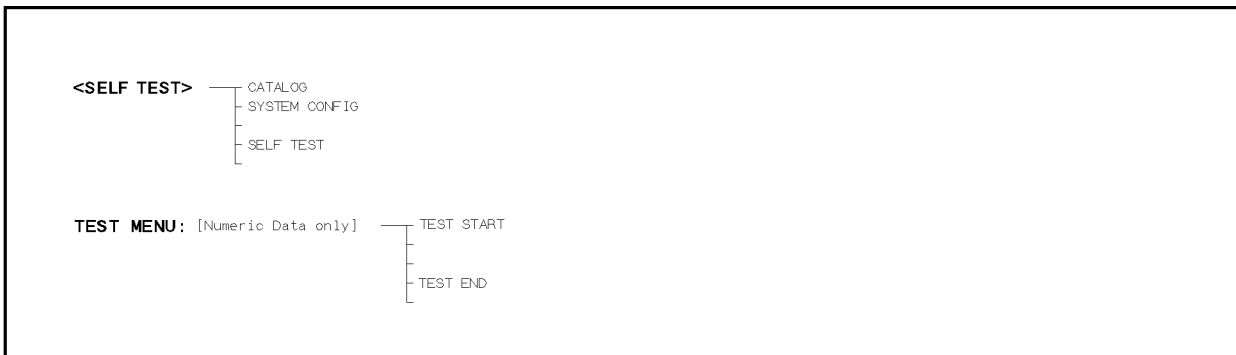 <SELF TEST> CATALOG
SYSTEM CONFIG
SELF TEST
TEST MENU: [Numeric Data only] TEST START
TEST END